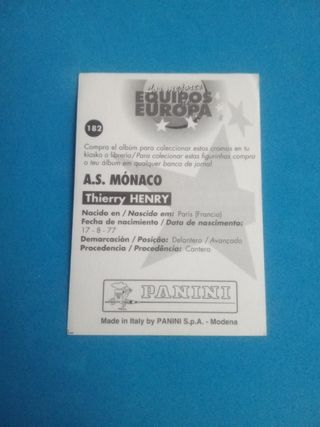 Los mejores
EQUIPOS
EUROPA
182
Compra el albúm para coleccionar estos cromos en tu
kiosko o libreria/Para colecionar estas figurinhas compra
o teu álbum em qualquer banca de jornal
A.S. MÓNACO
Thierry HENRY
Nacido en / Nascido em: París (Francia)
Fecha de nacimiento / Data de nascimento:
17 - 8 - 77
Demarcación / Posição: Delantero / Avançado
Procedencia / Procedência: Cantera
PANINI
Made in Italy by PANINI S.p.A. - Modena